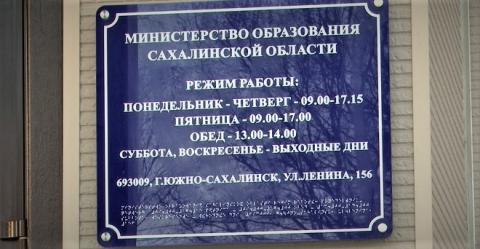 МИНИСТЕРСТВО ОБРАЗОВАНИЯ
САХАЛИНСКОЙ ОБЛАСТИ
РЕЖИМ РАБОТЫ:
ПОНЕДЕЛЬНИК - ЧЕТВЕРГ - 09.00-17.15
ПЯТНИЦА - 09.00-17.00
ОБЕД - 13.00-14.00
СУББОТА, ВОСКРЕСЕНЬЕ - ВЫХОДНЫЕ ДНИ
693009, Г.ЮЖНО-САХАЛИНСК, УЛ.ЛЕНИНА, 156